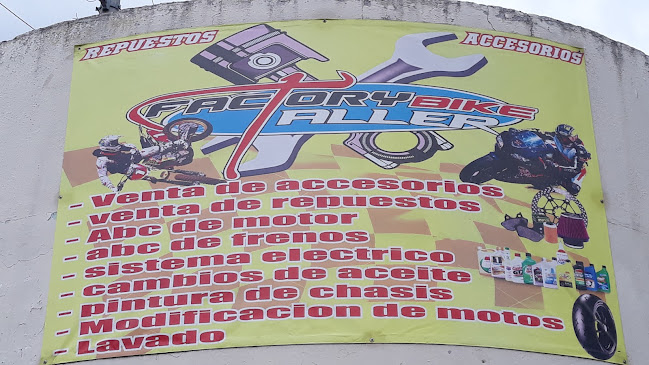 REPUESTOS
ACCESORIOS
FACTORY BIKE
TALLER
- Venta de accesorios
- venta de repuestos
- Abc de motor
- abc de frenos
- sistema electrico
- cambios de aceite
- pintura de chasis
- Modificacion de motos
- Lavado